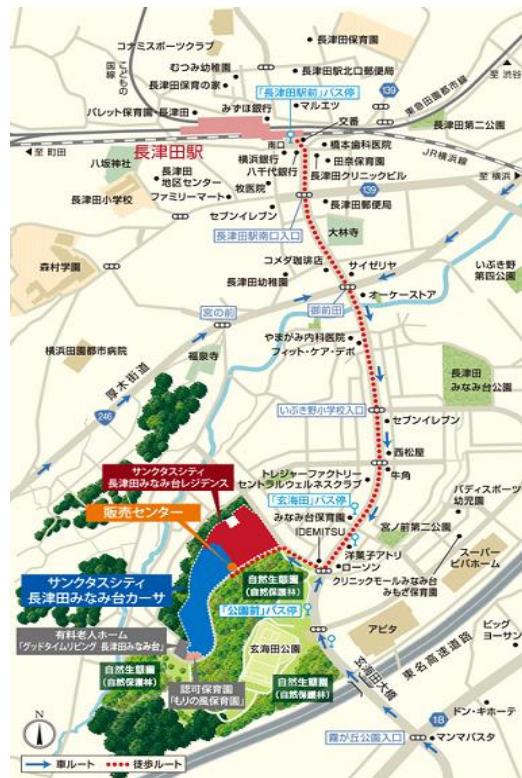 コナミスポーツクラブ
長津田保育園
むつみ幼稚園
こどもの
国線
長津田保育の家
長津田駅北口郵便局
139
至 渋谷
「長津田駅前」バス停
マルエツ
東急田園都市線
パレット保育園・長津田
みずほ銀行
交番
長津田第二公園
至 町田
長津田駅
南口
橋本歯科医院
JR横浜線
横浜銀行
田奈保育園
八坂神社
八千代銀行
至 横浜
長津田
地区センター
牧医院
長津田クリニックビル
139
ファミリーマート
長津田小学校
セブンイレブン
長津田郵便局
長津田駅南口入口
大林寺
森村学園
コメダ珈琲店
サイゼリヤ
いぶき野
第四公園
長津田幼稚園
御前田
オーケーストア
宮の前
やまがみ内科医院
フィット・ケア・デポ
横浜田園都市病院
福泉寺
長津田
みなみ台公園
厚木街道
246
いぶき野小学校入口
セブンイレブン
西松屋
サンクタスシティ
長津田みなみ台レジデンス
トレジャーファクトリー
セントラルウェルネスクラブ
牛角
「玄海田」バス停
バディスポーツ
幼児園
販売センター
みなみ台保育園
宮ノ前第二公園
IDEMITSU
洋菓子アトリ
スーパー
ビバホーム
ローソン
サンクタスシティ
長津田みなみ台カーサ
自然生態園
(自然保護林)
クリニックモールみなみ台
みもざ保育園
「公園前」バス停
アピタ
ビッグ
ヨーサン
有料老人ホーム
「グッドタイムリビング 長津田みなみ台」
玄海田公園
東名高速道路
自然生態園
(自然保護林)
認可保育園
「もりの風保育園」
自然生態園
(自然保護林)
玄海田大橋
18
ドン・キホーテ
霧が丘公園入口
マンマパスタ
N
車ルート
徒歩ルート